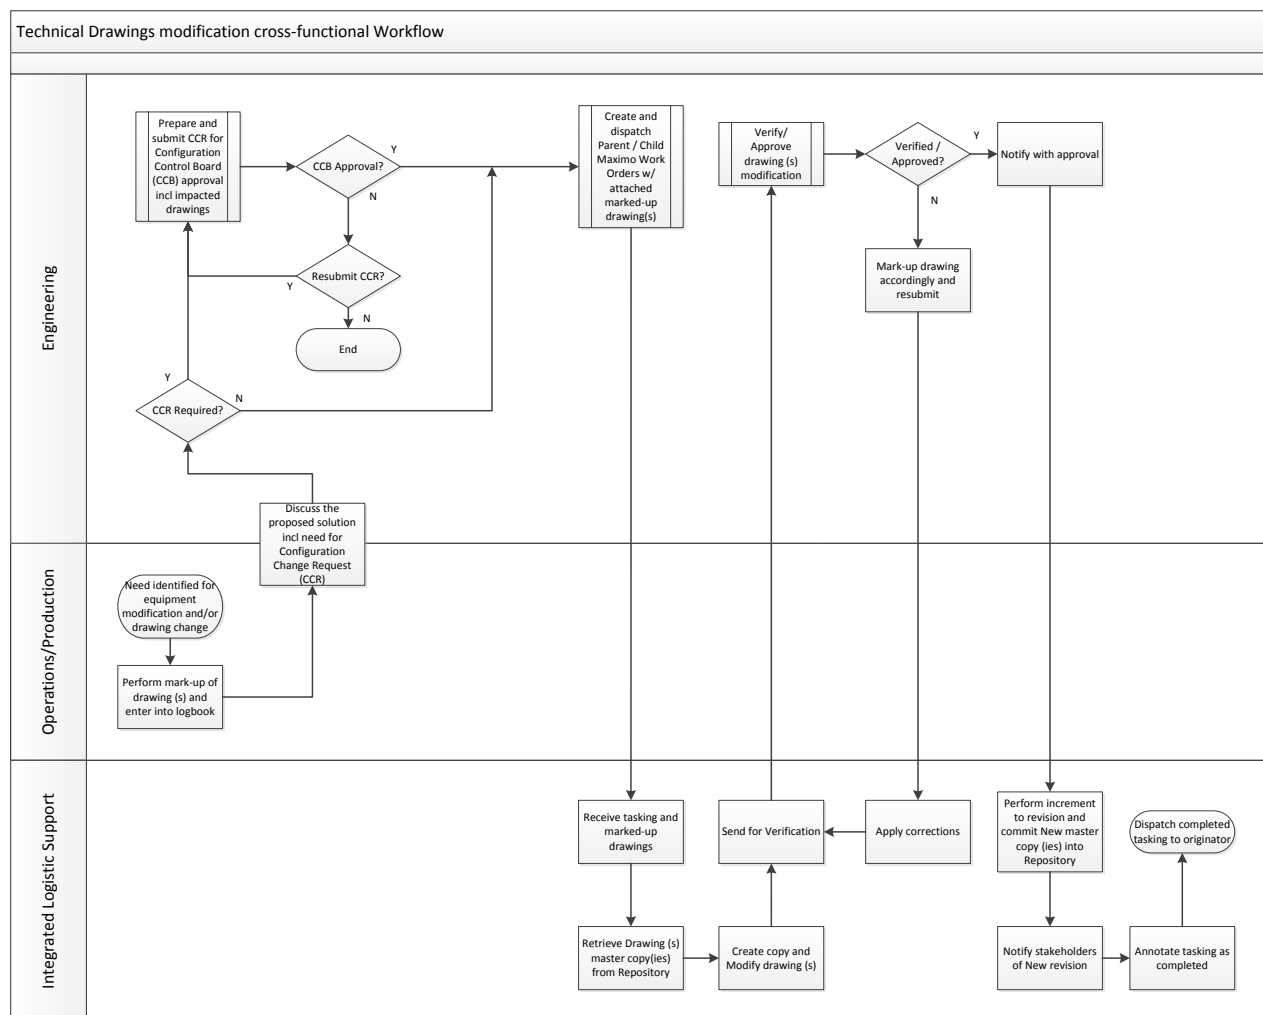 Technical Drawings modification cross-functional Workflow
Engineering
Prepare and
submit CCR for
Configuration
Control Board
(CCB) approval
incl impacted
drawings
CCB Approval?
Y
N
Resubmit CCR?
Y
N
End
CCR Required?
Y
N
Create and
dispatch
Parent / Child
Maximo Work
Orders w/
attached
marked-up
drawing(s)
Verify/
Approve
drawing (s)
modification
Verified /
Approved?
Y
N
Notify with approval
Mark-up drawing
accordingly and
resubmit
Discuss the
proposed solution
incl need for
Configuration
Change Request
(CCR)
Operations/Production
Need identified for
equipment
modification and/or
drawing change
Perform mark-up of
drawing (s) and
enter into logbook
Integrated Logistic Support
Receive tasking and
marked-up
drawings
Send for Verification
Apply corrections
Perform increment
to revision and
commit New master
copy (ies) into
Repository
Dispatch completed
tasking to originator
Retrieve Drawing (s)
master copy(ies)
from Repository
Create copy and
Modify drawing (s)
Notify stakeholders
of New revision
Annotate tasking as
completed